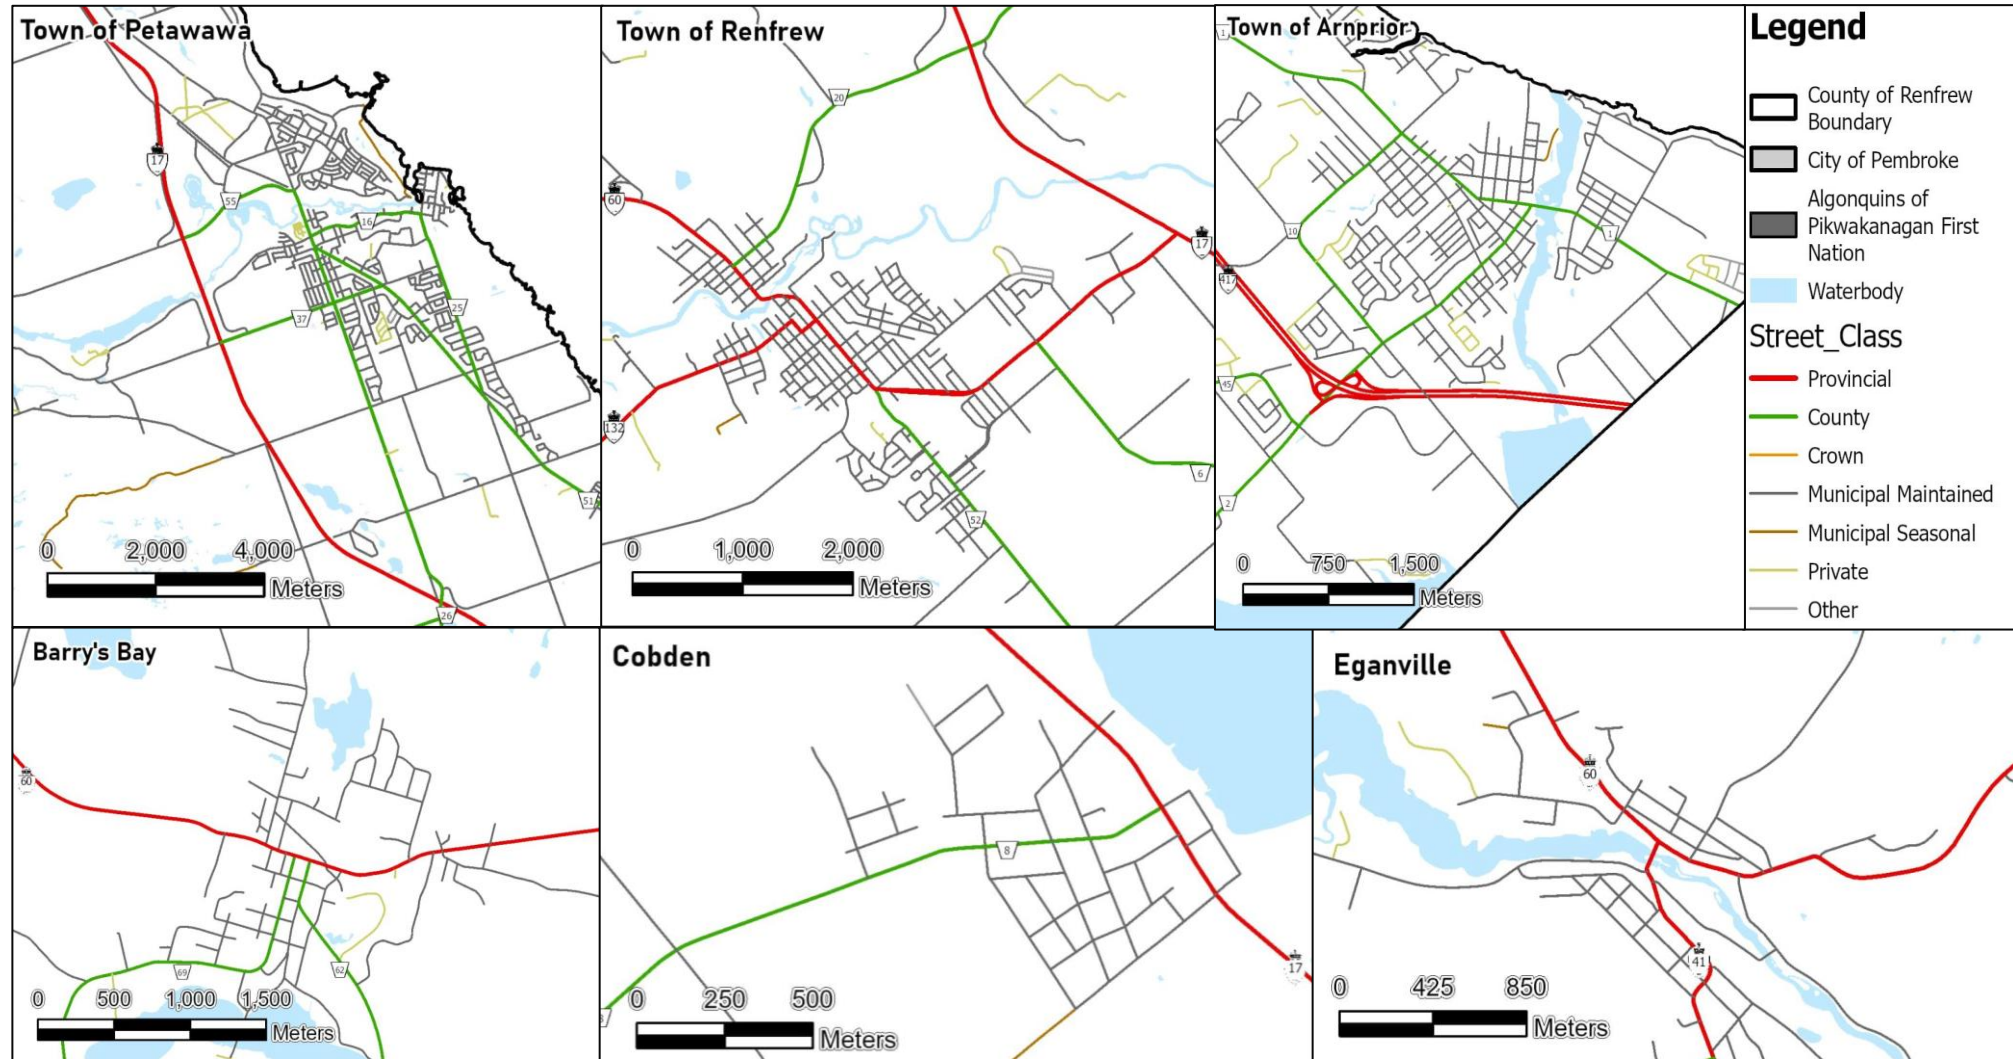 Town of Petawawa
17
55
16
37
25
51
26
0 2,000 4,000
Meters
Town of Renfrew
20
60
17
132
6
52
0 1,000 2,000
Meters
Town of Arnprior
1
10
1
417
45
2
0 750 1,500
Meters
Legend
County of Renfrew
Boundary
City of Pembroke
Algonquins of
Pikwakanagan First
Nation
Waterbody
Street_Class
Provincial
County
Crown
Municipal Maintained
Municipal Seasonal
Private
Other
Barry's Bay
60
69
62
0 500 1,000 1,500
Meters
Cobden
8
17
0 250 500
Meters
Eganville
60
41
0 425 850
Meters